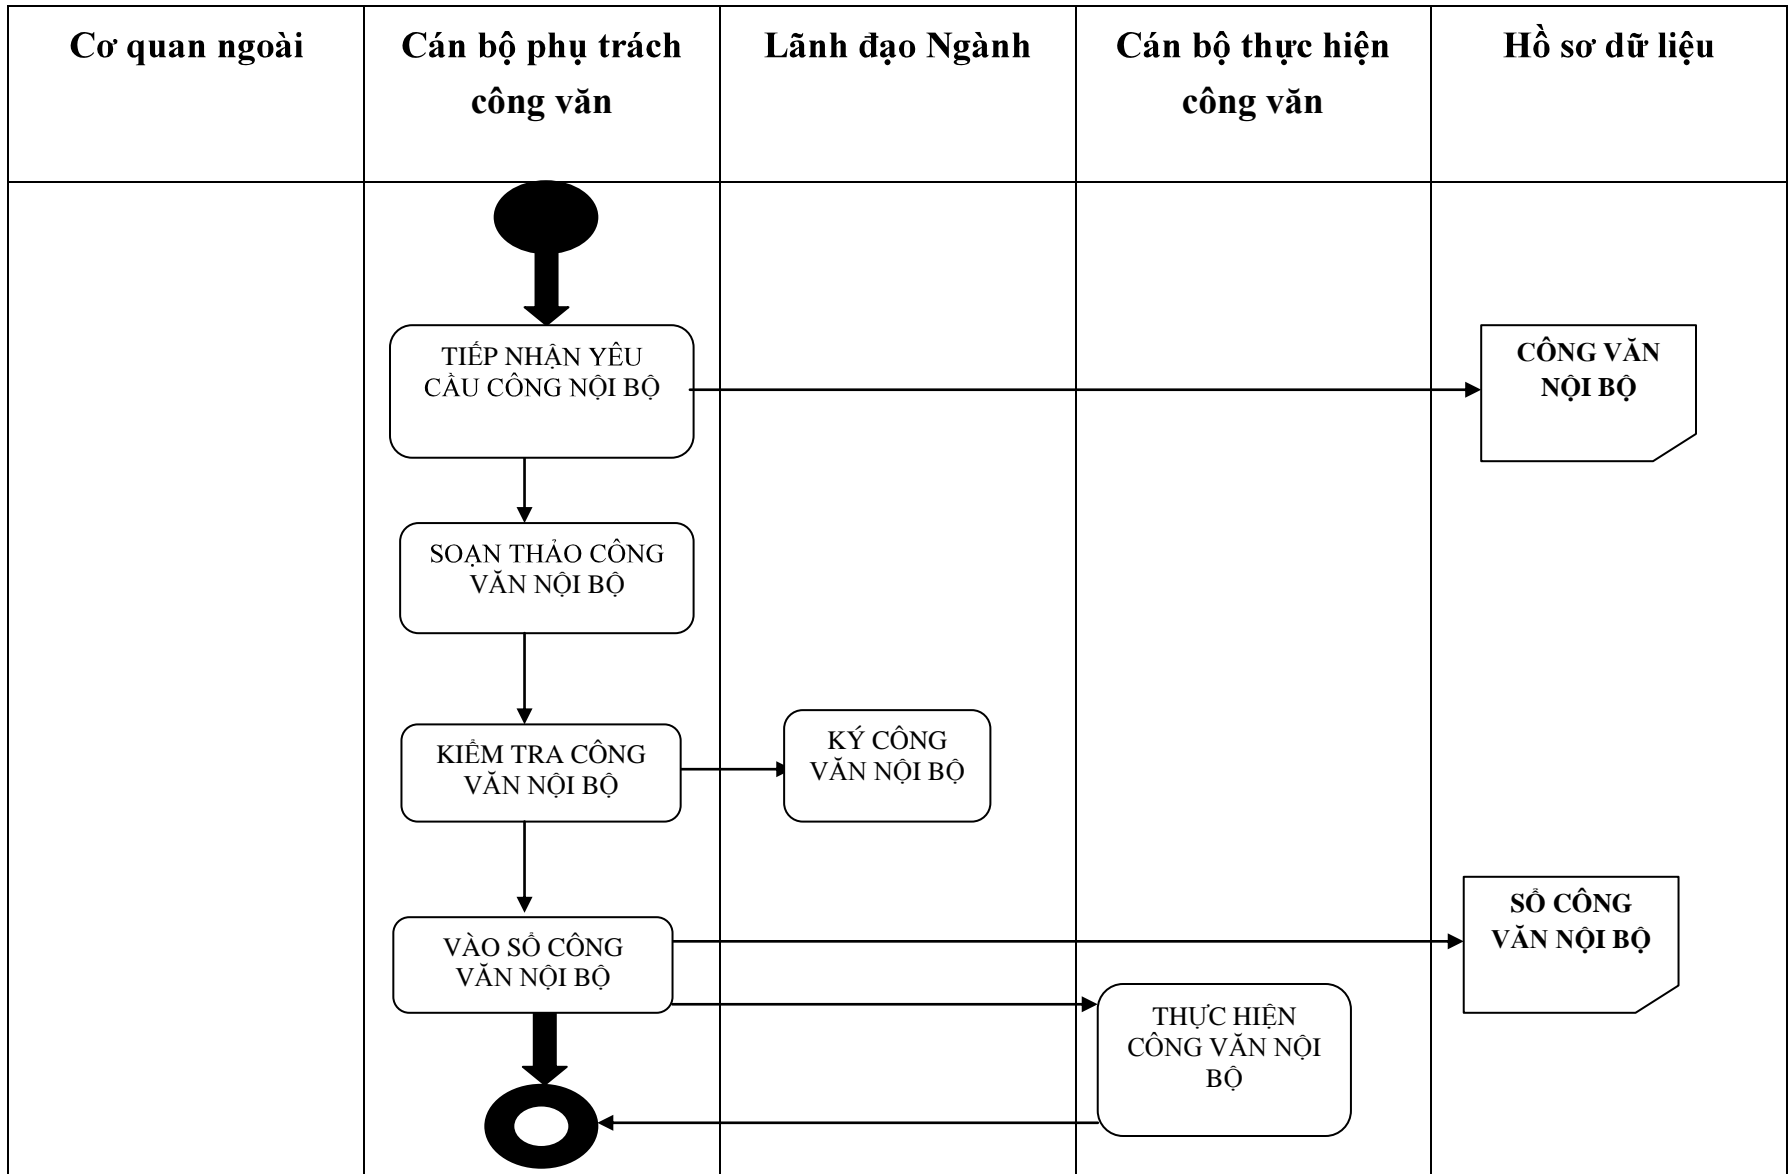 Cơ quan ngoài
Cán bộ phụ trách
công văn
Lãnh đạo Ngành
Cán bộ thực hiện
công văn
Hồ sơ dữ liệu
TIẾP NHẬN YÊU
CẦU CÔNG NỘI BỘ
CÔNG VĂN
NỘI BỘ
SOẠN THẢO CÔNG
VĂN NỘI BỘ
KIỂM TRA CÔNG
VĂN NỘI BỘ
KÝ CÔNG
VĂN NỘI BỘ
VÀO SỔ CÔNG
VĂN NỘI BỘ
SỔ CÔNG
VĂN NỘI BỘ
THỰC HIỆN
CÔNG VĂN NỘI
BỘ